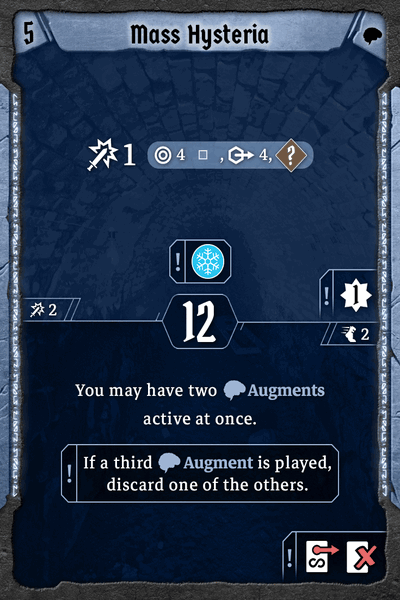 5 Mass Hysteria
1 4 , 4, ?
! 
! 1
2 12 2
You may have two Augments
active at once.
! If a third Augment is played,
discard one of the others.
! ∞